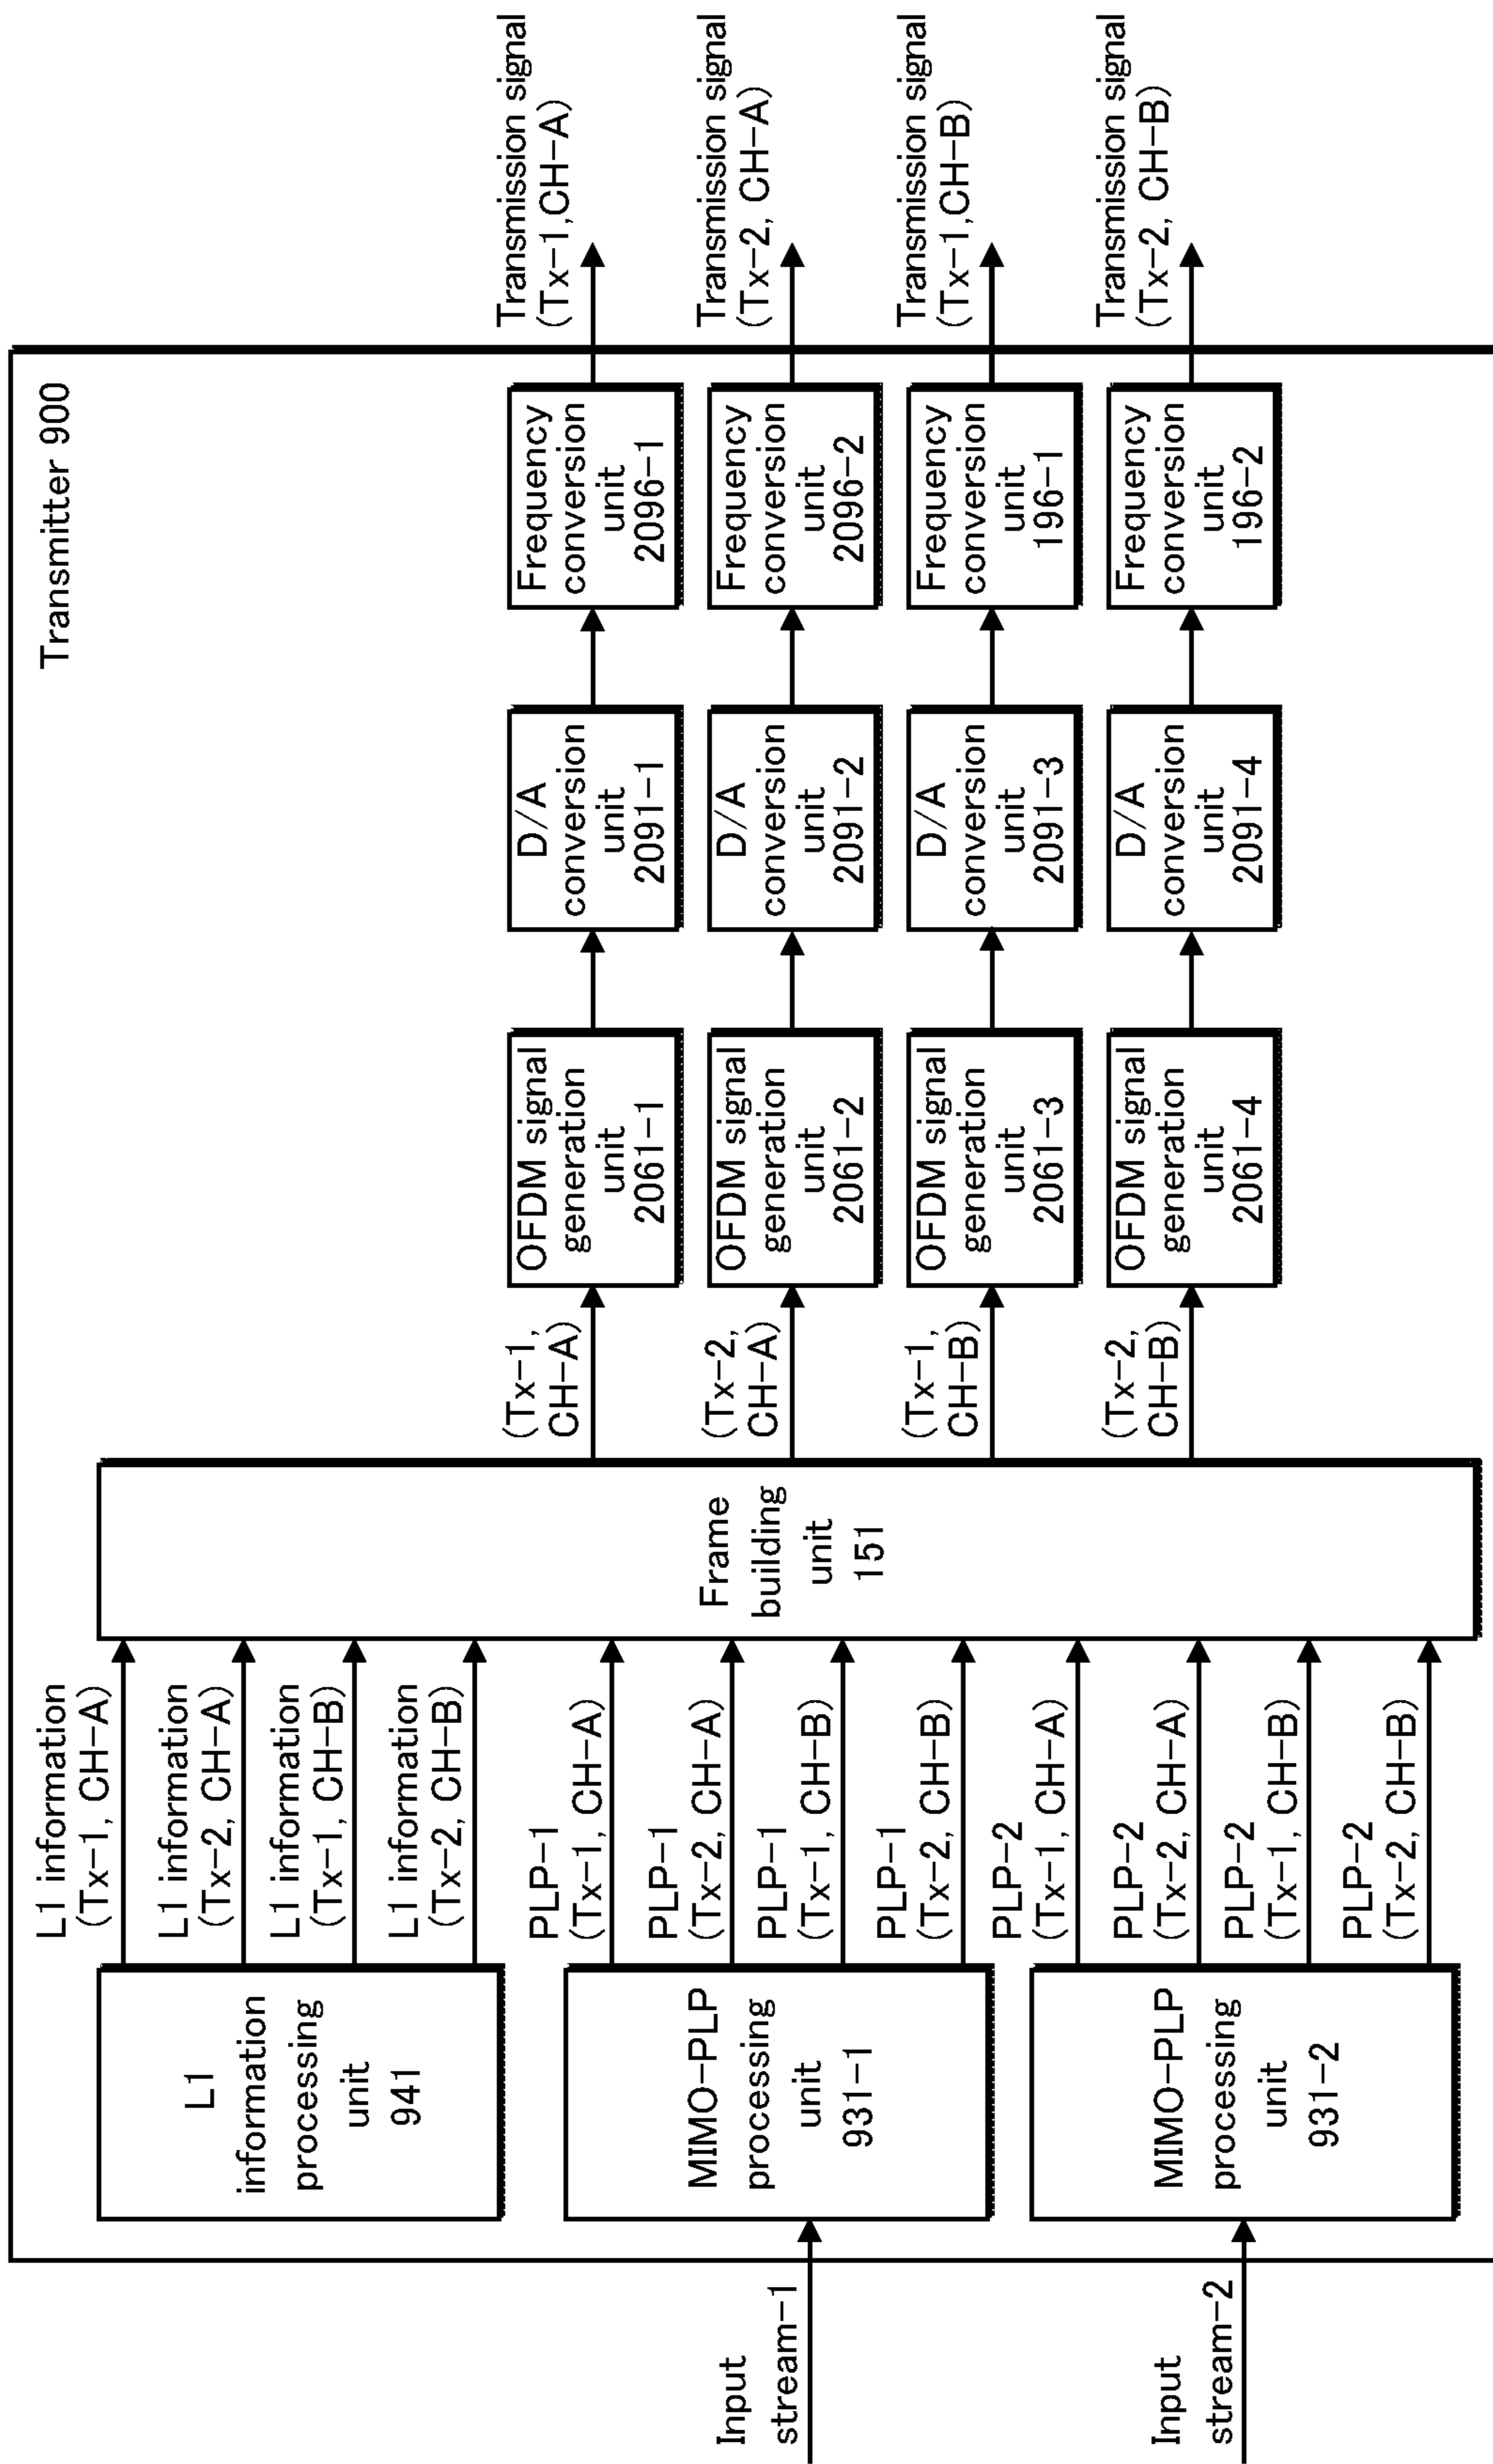 Transmitter 900
Input
stream-1
Input
stream-2
L1
information
processing
unit
941
MIMO-PLP
processing
unit
931-1
MIMO-PLP
processing
unit
931-2
L1 information
(Tx-1, CH-A)
L1 information
(Tx-2, CH-A)
L1 information
(Tx-1, CH-B)
L1 information
(Tx-2, CH-B)
PLP-1
(Tx-1, CH-A)
PLP-1
(Tx-2, CH-A)
PLP-1
(Tx-1, CH-B)
PLP-1
(Tx-2, CH-B)
PLP-2
(Tx-1, CH-A)
PLP-2
(Tx-2, CH-A)
PLP-2
(Tx-1, CH-B)
PLP-2
(Tx-2, CH-B)
Frame
building
unit
151
(Tx-1,
CH-A)
(Tx-2,
CH-A)
(Tx-1,
CH-B)
(Tx-2,
CH-B)
OFDM signal
generation
unit
2061-1
OFDM signal
generation
unit
2061-2
OFDM signal
generation
unit
2061-3
OFDM signal
generation
unit
2061-4
D/A
conversion
unit
2091-1
D/A
conversion
unit
2091-2
D/A
conversion
unit
2091-3
D/A
conversion
unit
2091-4
Frequency
conversion
unit
2096-1
Frequency
conversion
unit
2096-2
Frequency
conversion
unit
196-1
Frequency
conversion
unit
196-2
Transmission signal
(Tx-1,CH-A)
Transmission signal
(Tx-2, CH-A)
Transmission signal
(Tx-1,CH-B)
Transmission signal
(Tx-2, CH-B)